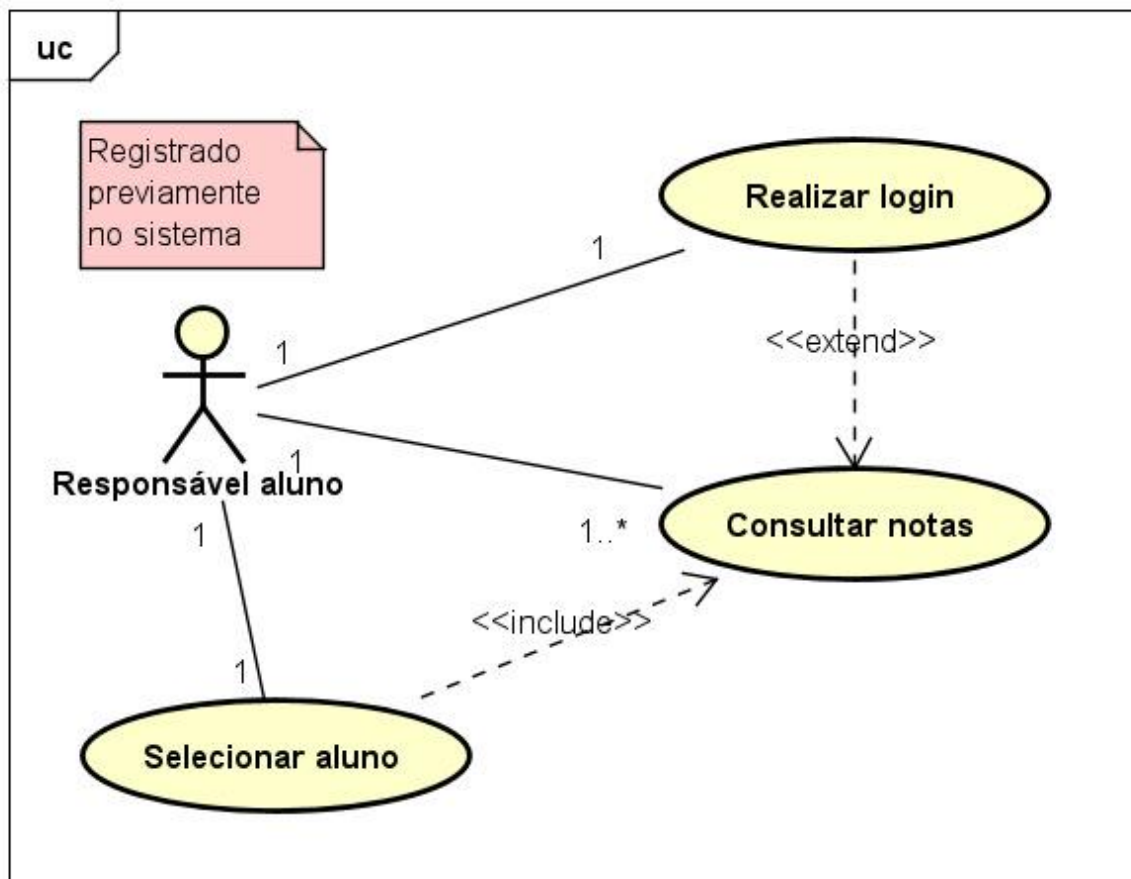 uc
Registrado
previamente
no sistema
Realizar login
1
1
<<extend>>
1
Responsável aluno
1..*
Consultar notas
1
<<include>>
1
Selecionar aluno